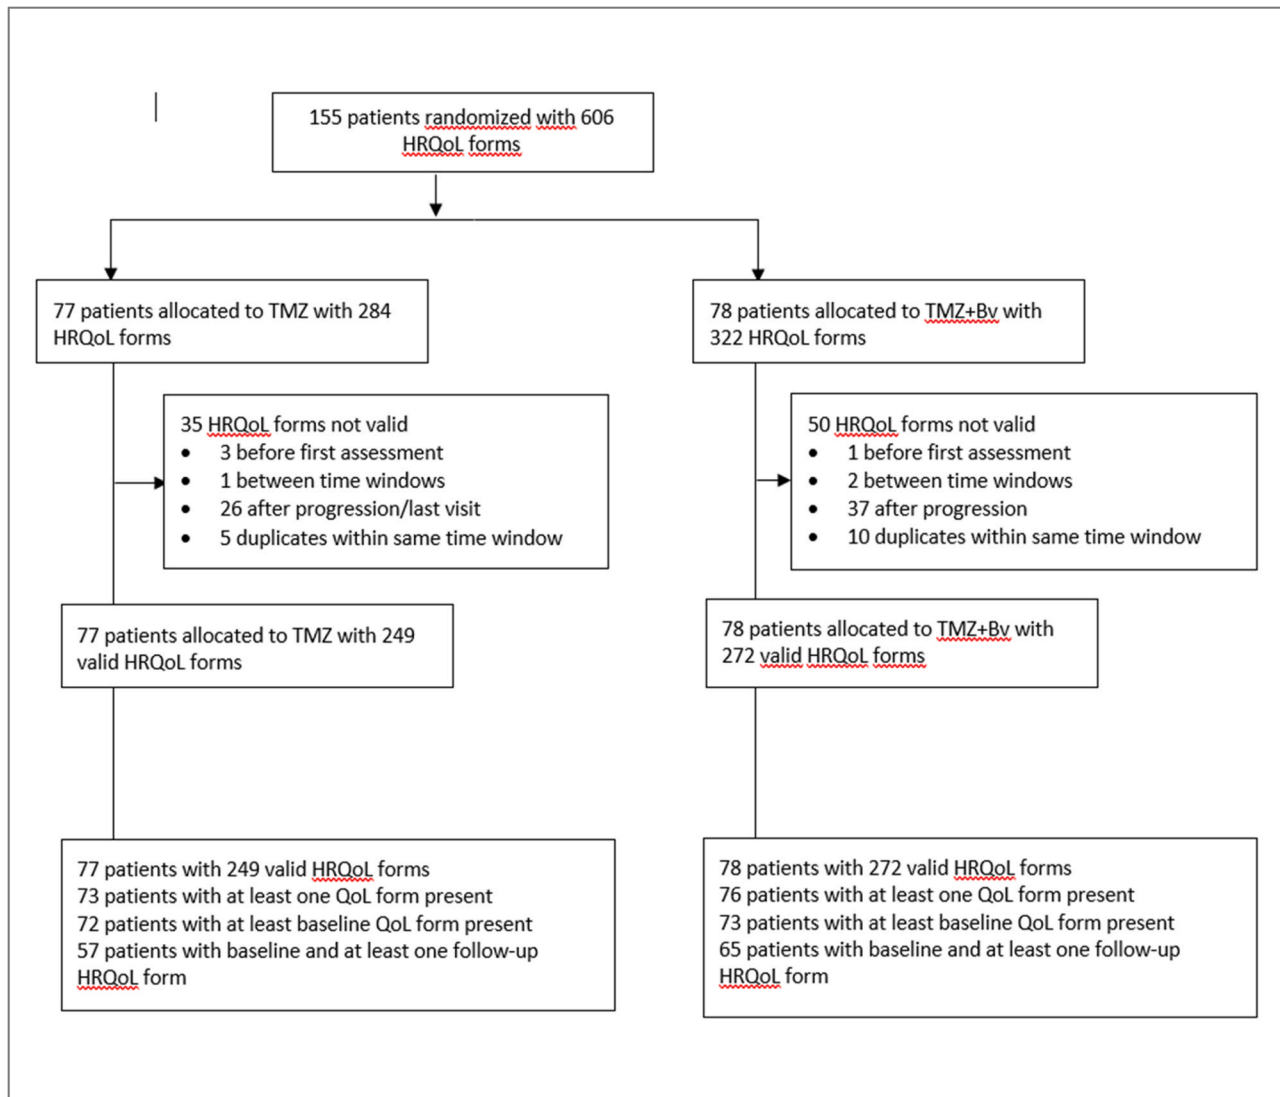 155 patients randomized with 606
HRQoL forms
77 patients allocated to TMZ with 284
HRQoL forms
78 patients allocated to TMZ+Bv with
322 HRQoL forms
35 HRQoL forms not valid
• 3 before first assessment
• 1 between time windows
• 26 after progression/last visit
• 5 duplicates within same time window
50 HRQoL forms not valid
• 1 before first assessment
• 2 between time windows
• 37 after progression
• 10 duplicates within same time window
77 patients allocated to TMZ with 249
valid HRQoL forms
78 patients allocated to TMZ+Bv with
272 valid HRQoL forms
77 patients with 249 valid HRQoL forms
73 patients with at least one QoL form present
72 patients with at least baseline QoL form present
57 patients with baseline and at least one follow-up
HRQoL form
78 patients with 272 valid HRQoL forms
76 patients with at least one QoL form present
73 patients with at least baseline QoL form present
65 patients with baseline and at least one follow-up
HRQoL form